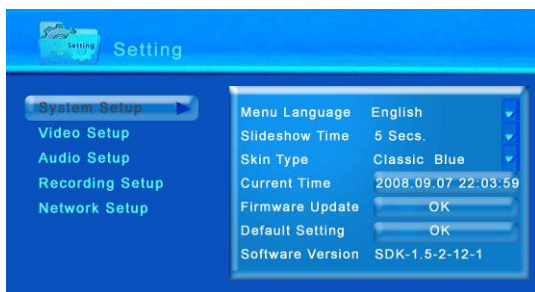 Setting
Setting
System Setup
Video Setup
Audio Setup
Recording Setup
Network Setup
Menu Language English
Slideshow Time 5 Secs.
Skin Type Classic Blue
Current Time 2008.09.07 22:03:59
Firmware Update OK
Default Setting OK
Software Version SDK-1.5-2-12-1